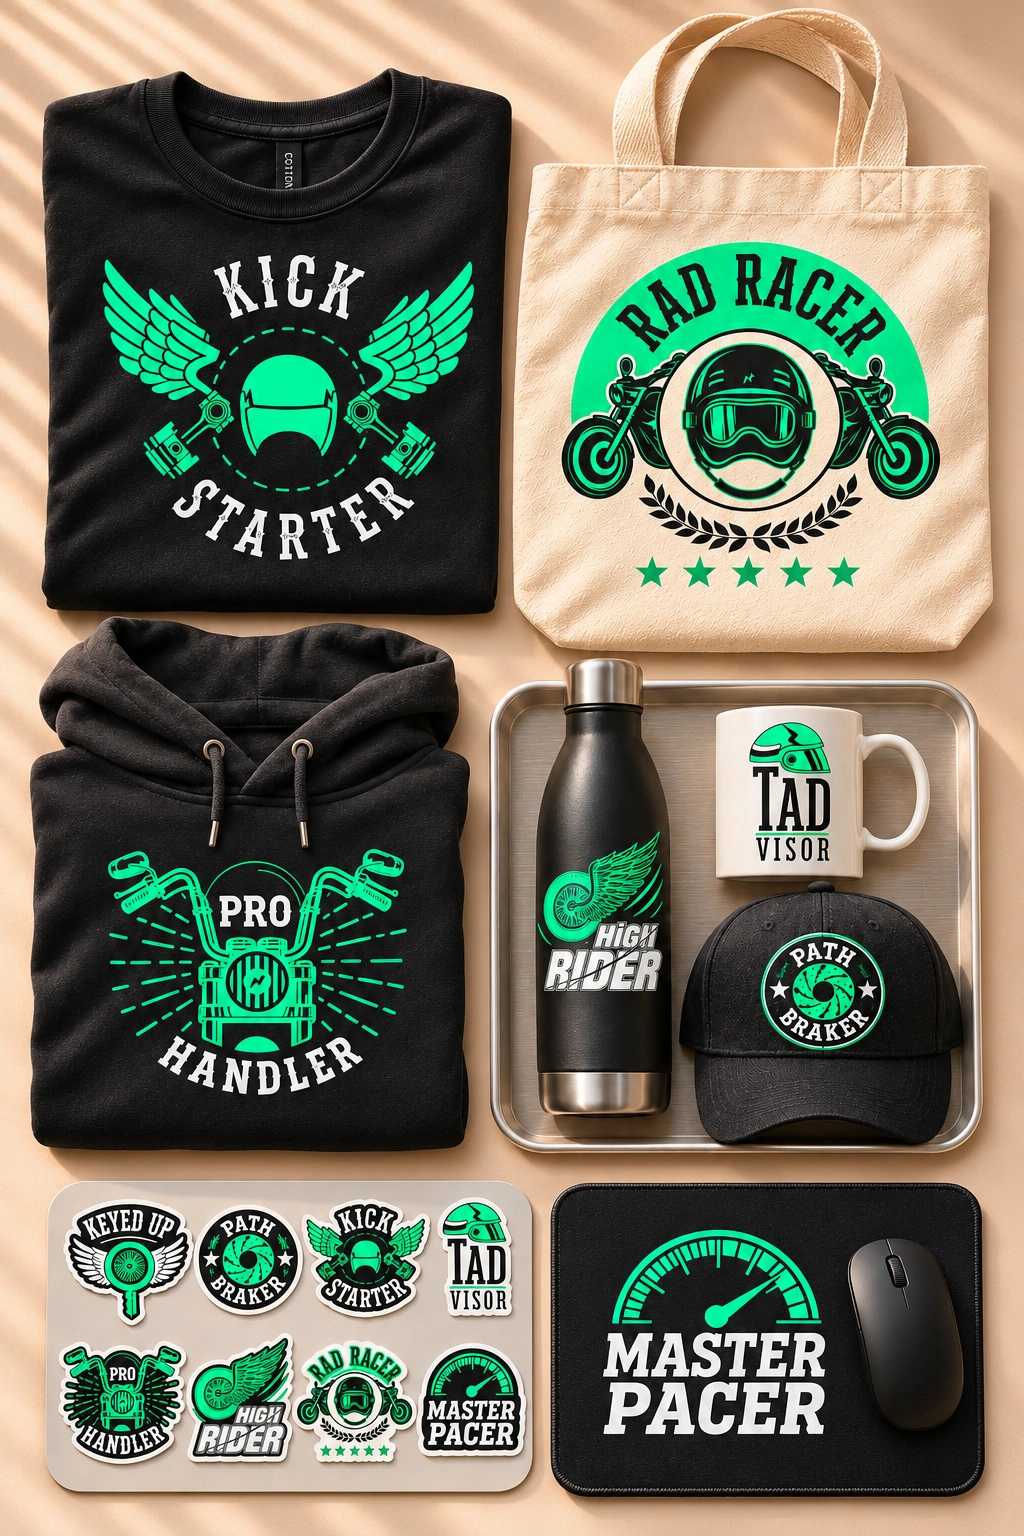 COTTON
KICK
STARTER
RAD RACER
PRO
HANDLER
HIGH
RIDER
TAD
VISOR
PATH
BRAKER
KEYED UP
PATH
BRAKER
KICK
STARTER
TAD
VISOR
PRO
HANDLER
HIGH
RIDER
RAD RACER
MASTER
PACER
MASTER
PACER